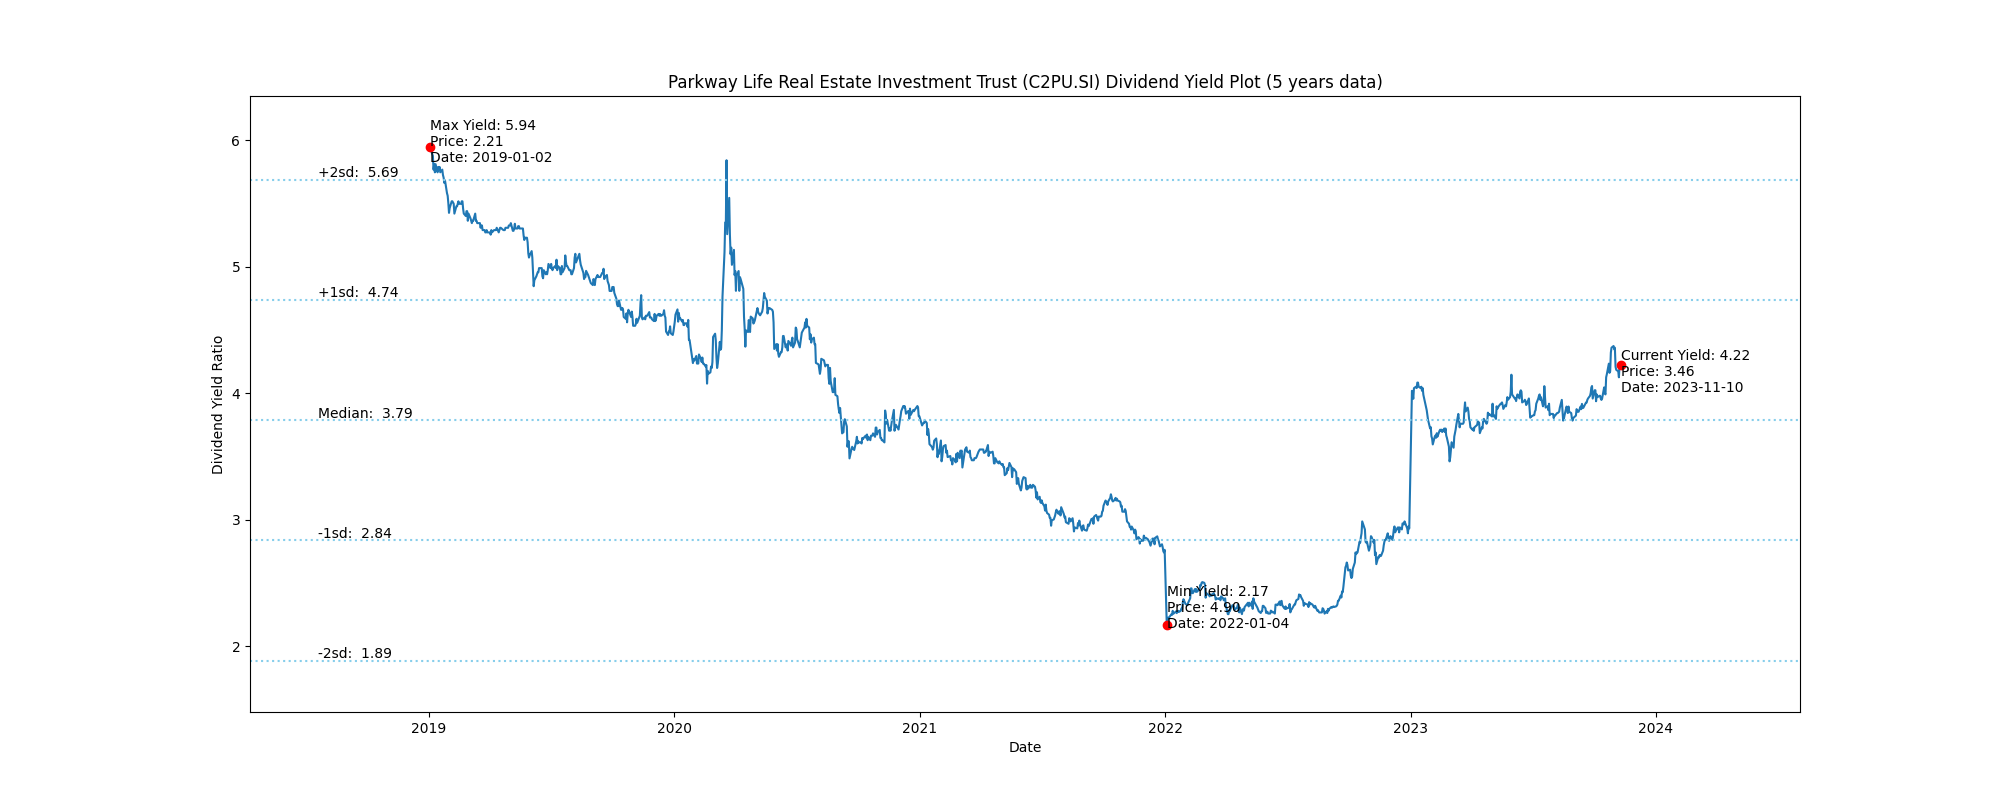 Parkway Life Real Estate Investment Trust (C2PU.SI) Dividend Yield Plot (5 years data)
Max Yield: 5.94
Price: 2.21
Date: 2019-01-02
+2sd:  5.69
+1sd:  4.74
Median:  3.79
-1sd:  2.84
-2sd:  1.89
Current Yield: 4.22
Price: 3.46
Date: 2023-11-10
Min Yield: 2.17
Price: 4.90
Date: 2022-01-04
Dividend Yield Ratio
6
5
4
3
2
2019
2020
2021
2022
2023
2024
Date